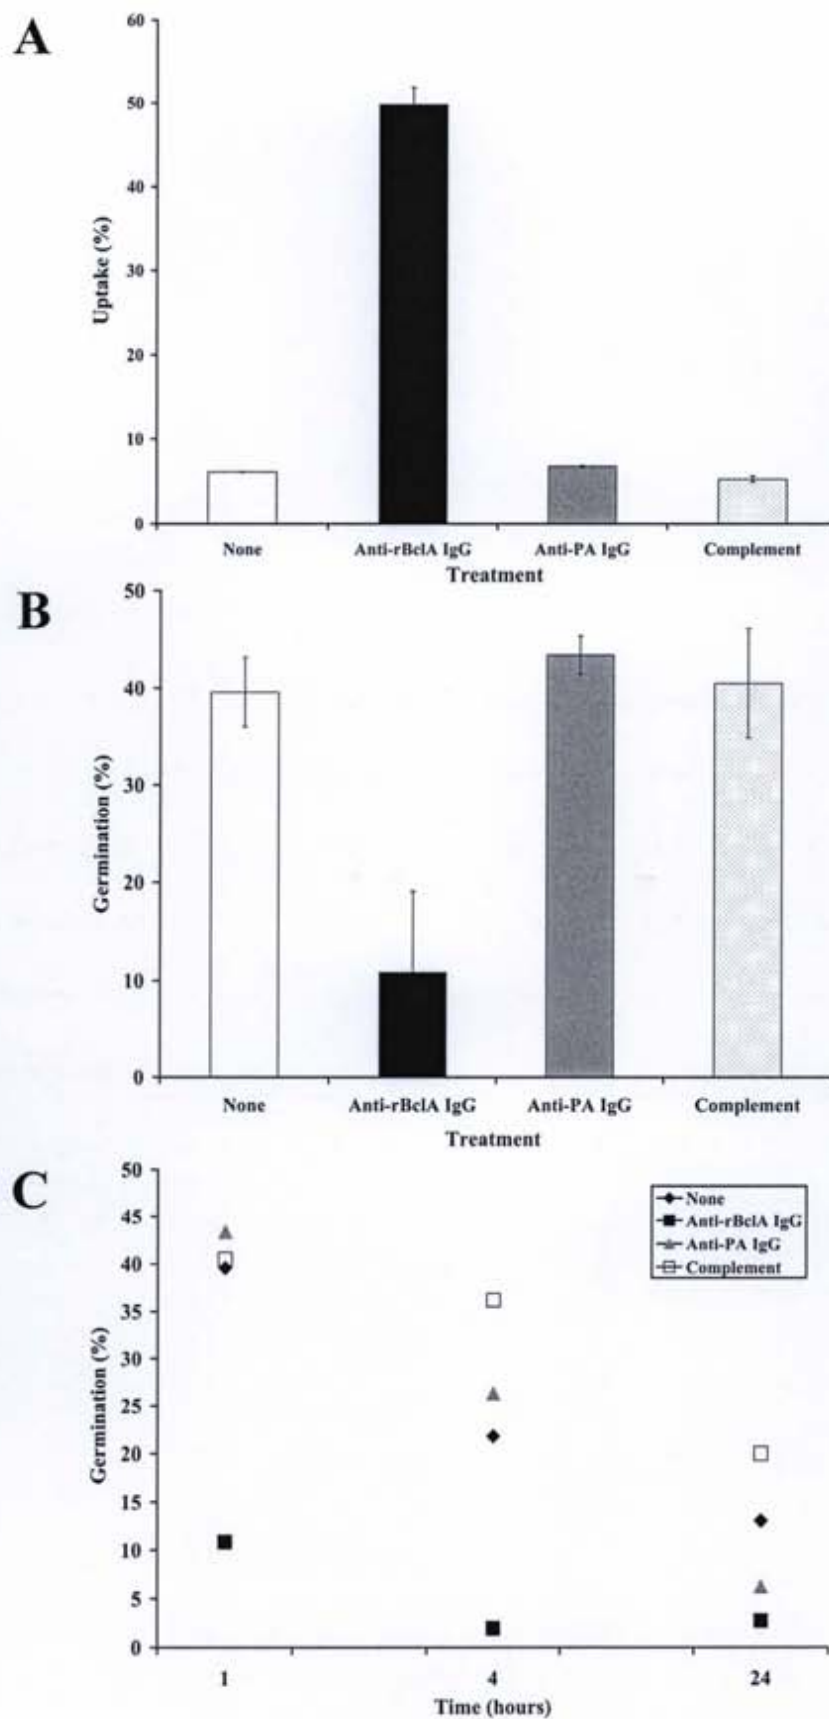 A
60
50
40
30
20
10
0
Uptake (%)
None Anti-rBclA IgG Anti-PA IgG Complement
Treatment
B
50
40
30
20
10
0
Germination (%)
None Anti-rBclA IgG Anti-PA IgG Complement
Treatment
C
50
45
40
35
30
25
20
15
10
5
0
Germination (%)
None
Anti-rBclA IgG
Anti-PA IgG
Complement
1 4 24
Time (hours)